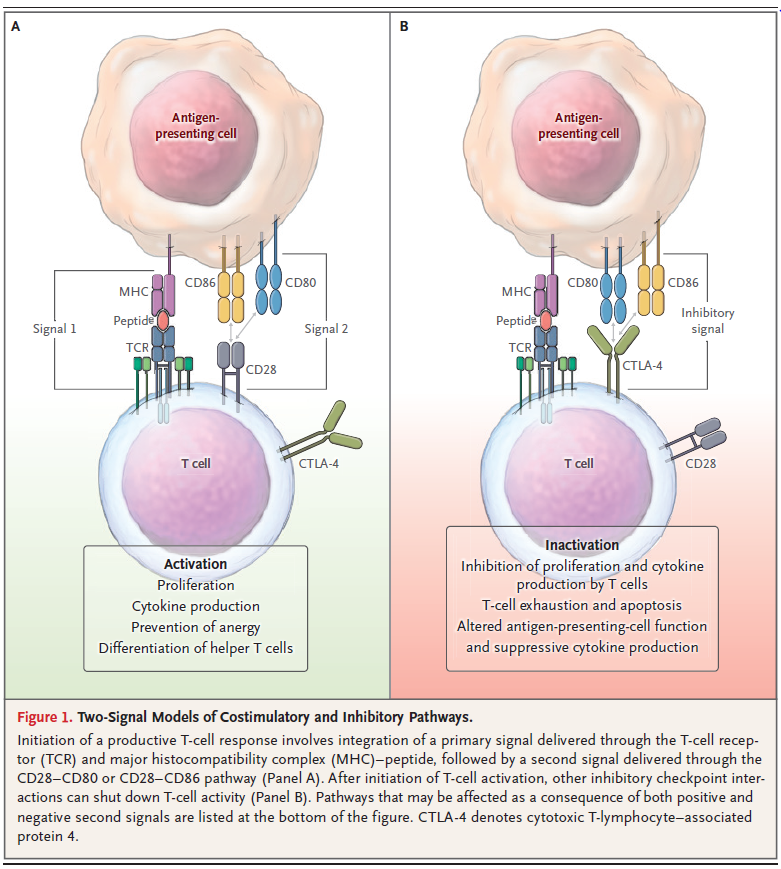 A
Antigen-
presenting cell
MHC
CD86
CD80
Signal 1
Peptide
Signal 2
TCR
CD28
T cell
CTLA-4
Activation
Proliferation
Cytokine production
Prevention of anergy
Differentiation of helper T cells
B
Antigen-
presenting cell
MHC
CD80
CD86
Peptide
Inhibitory
signal
TCR
CTLA-4
T cell
CD28
Inactivation
Inhibition of proliferation and cytokine
production by T cells
T-cell exhaustion and apoptosis
Altered antigen-presenting-cell function
and suppressive cytokine production
Figure 1. Two-Signal Models of Costimulatory and Inhibitory Pathways.
Initiation of a productive T-cell response involves integration of a primary signal delivered through the T-cell recep-
tor (TCR) and major histocompatibility complex (MHC)–peptide, followed by a second signal delivered through the
CD28–CD80 or CD28–CD86 pathway (Panel A). After initiation of T-cell activation, other inhibitory checkpoint inter-
actions can shut down T-cell activity (Panel B). Pathways that may be affected as a consequence of both positive and
negative second signals are listed at the bottom of the figure. CTLA-4 denotes cytotoxic T-lymphocyte–associated
protein 4.